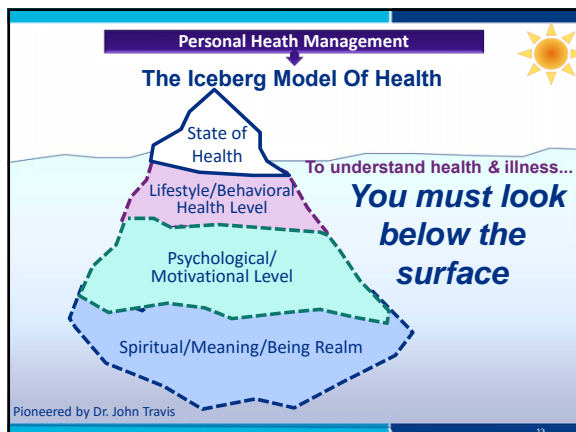 Personal Heath Management
The Iceberg Model Of Health
State of
Health
To understand health & illness...
Lifestyle/Behavioral
Health Level
You must look
below the
surface
Psychological/
Motivational Level
Spiritual/Meaning/Being Realm
Pioneered by Dr. John Travis
13